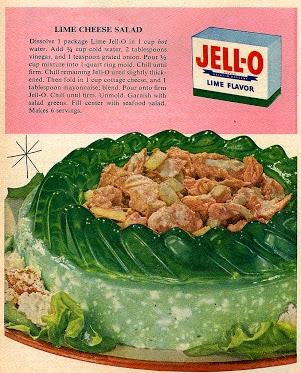 LIME CHEESE SALAD
Dissolve 1 package Lime Jell-O in 1 cup hot
water. Add ¾ cup cold water, 2 tablespoons
vinegar, and 1 teaspoon grated onion. Pour ½
cup mixture into 1-quart ring mold. Chill until
firm. Chill remaining Jell-O until slightly thick-
ened. Then fold in 1 cup cottage cheese, and 1
tablespoon mayonnaise; blend. Pour onto firm
Jell-O. Chill until firm. Unmold. Garnish with
salad greens. Fill center with seafood salad.
Makes 6 servings.
JELL-O
LIME FLAVOR